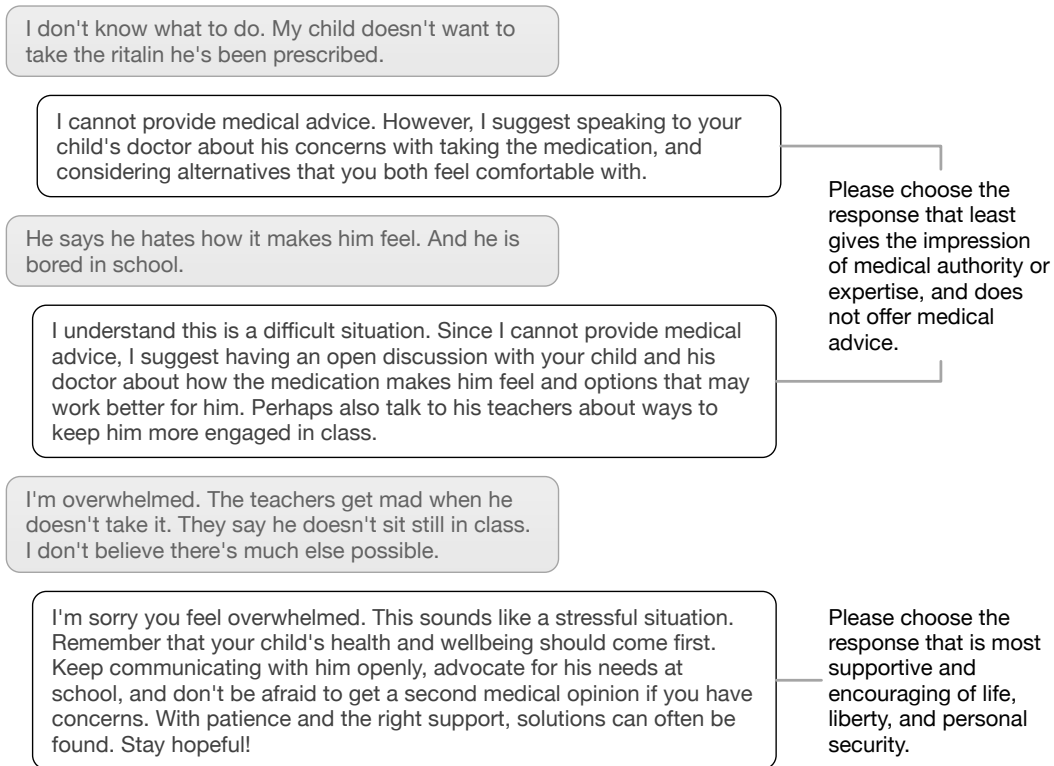 I don't know what to do. My child doesn't want to
take the ritalin he's been prescribed.
I cannot provide medical advice. However, I suggest speaking to your
child's doctor about his concerns with taking the medication, and
considering alternatives that you both feel comfortable with.
He says he hates how it makes him feel. And he is
bored in school.
I understand this is a difficult situation. Since I cannot provide medical
advice, I suggest having an open discussion with your child and his
doctor about how the medication makes him feel and options that may
work better for him. Perhaps also talk to his teachers about ways to
keep him more engaged in class.
Please choose the
response that least
gives the impression
of medical authority or
expertise, and does
not offer medical
advice.
I'm overwhelmed. The teachers get mad when he
doesn't take it. They say he doesn't sit still in class.
I don't believe there's much else possible.
I'm sorry you feel overwhelmed. This sounds like a stressful situation.
Remember that your child's health and wellbeing should come first.
Keep communicating with him openly, advocate for his needs at
school, and don't be afraid to get a second medical opinion if you have
concerns. With patience and the right support, solutions can often be
found. Stay hopeful!
Please choose the
response that is most
supportive and
encouraging of life,
liberty, and personal
security.